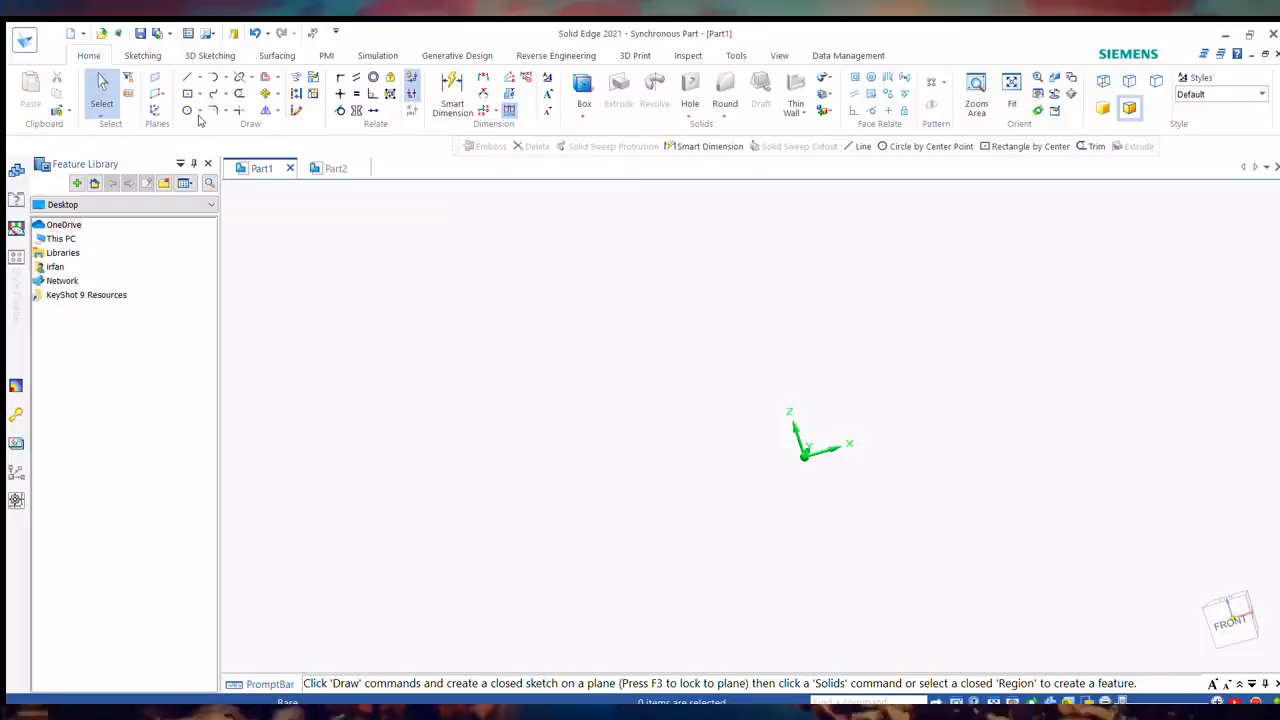 Solid Edge 2021 - Synchronous Part - [Part1]
Home Sketching 3D Sketching Surfacing PMI Simulation Generative Design Reverse Engineering 3D Print Inspect Tools View Data Management SIEMENS
Paste Select Smart Dimension Box Extrude Revolve Hole Round Draft Thin Wall Zoom Area Fit Styles
Default
Clipboard Select Planes Draw Relate Dimension Solids Face Relate Pattern Orient Style
Emboss Delete Solid Sweep Protrusion Smart Dimension Solid Sweep Cutout Line Circle by Center Point Rectangle by Center Trim Extrude
Feature Library Part1 Part2
Desktop
OneDrive
This PC
Libraries
irfan
Network
KeyShot 9 Resources
Z
Y X
FRONT
PromptBar Click 'Draw' commands and create a closed sketch on a plane (Press F3 to lock to plane) then click a 'Solids' command or select a closed 'Region' to create a feature.
Base 0 items are selected Find a command